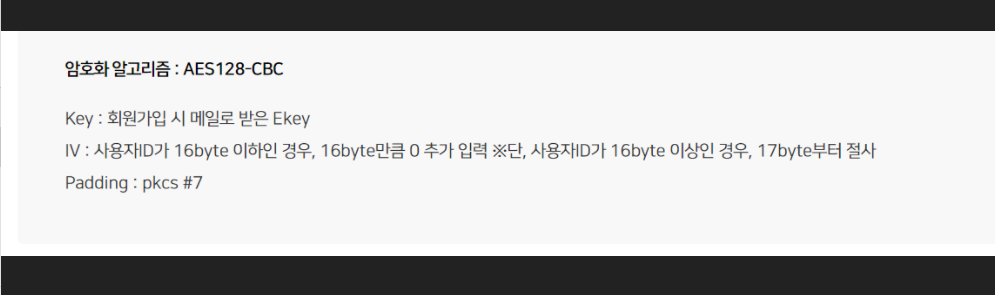 암호화 알고리즘 : AES128-CBC
Key : 회원가입 시 메일로 받은 Ekey
IV : 사용자ID가 16byte 이하인 경우, 16byte만큼 0 추가 입력 ※단, 사용자ID가 16byte 이상인 경우, 17byte부터 절사
Padding : pkcs #7